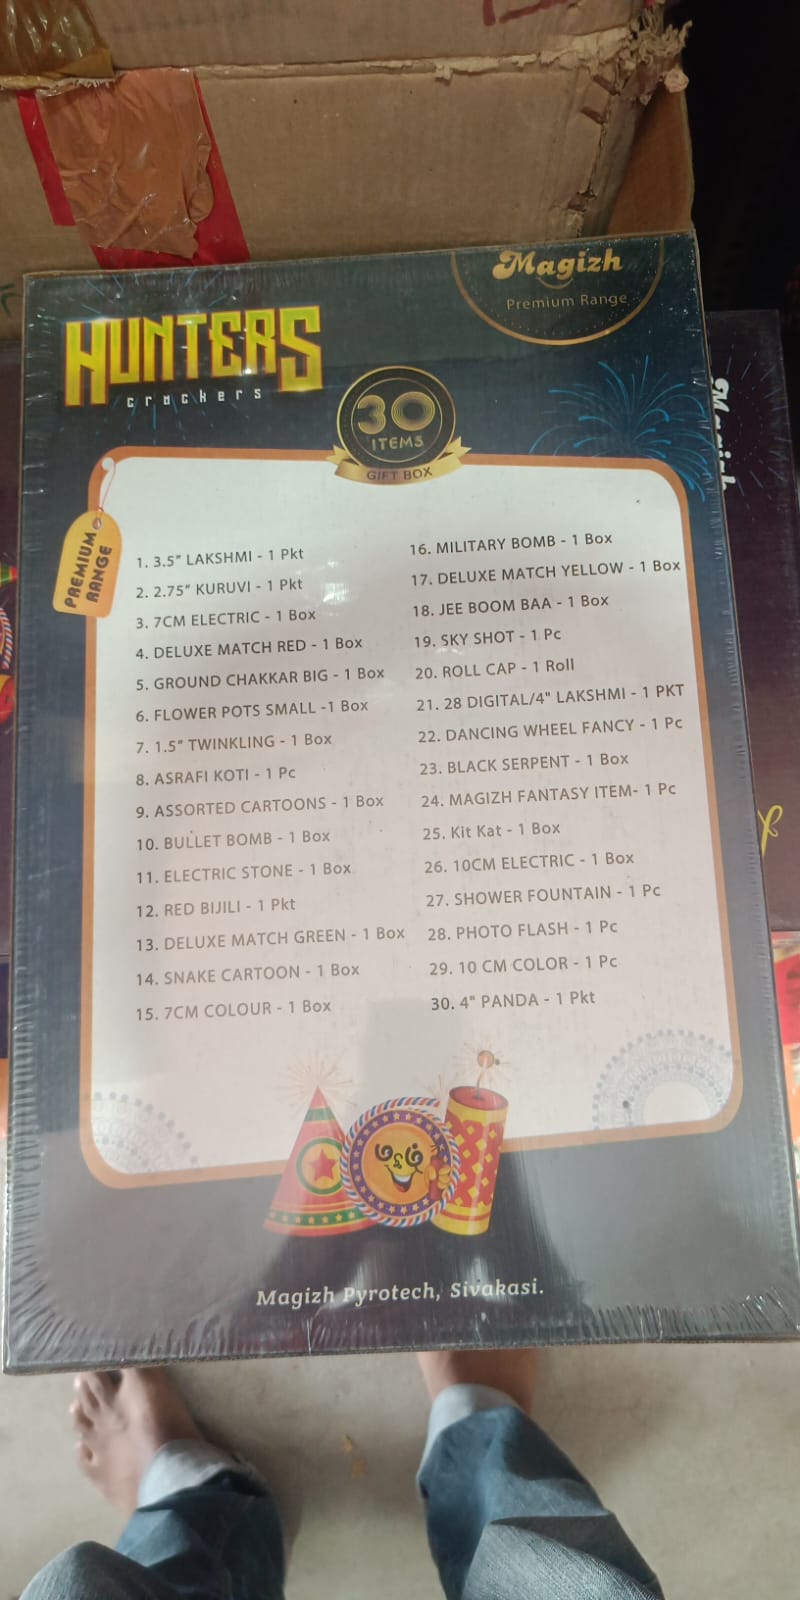 Magizh
Premium Range
HUNTERS
crackers
30
ITEMS
GIFT BOX
PREMIUM
RANGE
1. 3.5" LAKSHMI - 1 Pkt
2. 2.75" KURUVI - 1 Pkt
3. 7CM ELECTRIC - 1 Box
4. DELUXE MATCH RED - 1 Box
5. GROUND CHAKKAR BIG - 1 Box
6. FLOWER POTS SMALL -1 Box
7. 1.5" TWINKLING - 1 Box
8. ASRAFI KOTI - 1 Pc
9. ASSORTED CARTOONS - 1 Box
10. BULLET BOMB - 1 Box
11. ELECTRIC STONE - 1 Box
12. RED BIJILI - 1 Pkt
13. DELUXE MATCH GREEN - 1 Box
14. SNAKE CARTOON - 1 Box
15. 7CM COLOUR - 1 Box
16. MILITARY BOMB - 1 Box
17. DELUXE MATCH YELLOW - 1 Box
18. JEE BOOM BAA - 1 Box
19. SKY SHOT - 1 Pc
20. ROLL CAP - 1 Roll
21. 28 DIGITAL/4" LAKSHMI - 1 PKT
22. DANCING WHEEL FANCY - 1 Pc
23. BLACK SERPENT - 1 Box
24. MAGIZH FANTASY ITEM- 1 Pc
25. Kit Kat - 1 Box
26. 10CM ELECTRIC - 1 Box
27. SHOWER FOUNTAIN - 1 Pc
28. PHOTO FLASH - 1 Pc
29. 10 CM COLOR - 1 Pc
30. 4" PANDA - 1 Pkt
Magizh Pyrotech, Sivakasi.
Magizh